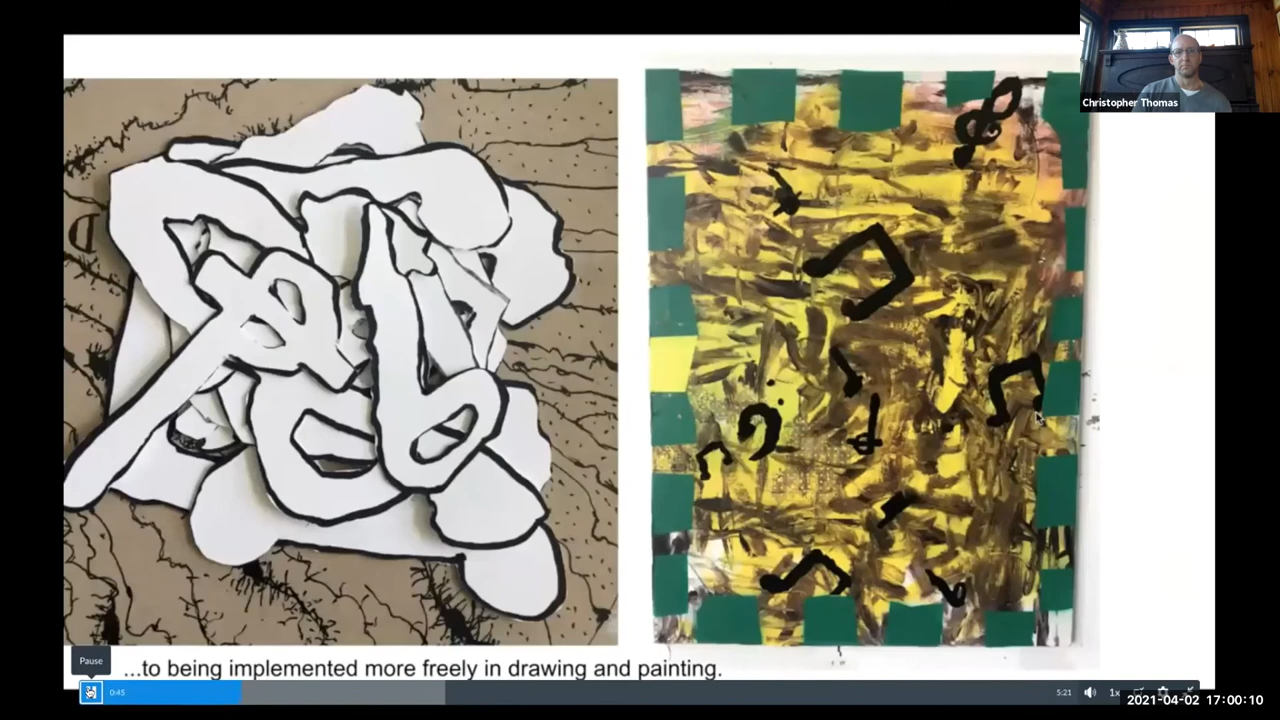 Christopher Thomas
...to being implemented more freely in drawing and painting.
Pause
0:45
5:21
1x
2021-04-02 17:00:10